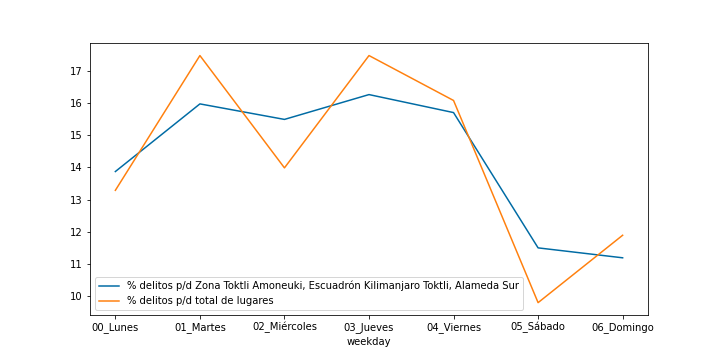 17
16
15
14
13
12
11
10
% delitos p/d Zona Toktli Amoneuki, Escuadrón Kilimanjaro Toktli, Alameda Sur
% delitos p/d total de lugares
00_Lunes 01_Martes 02_Miércoles 03_Jueves 04_Viernes 05_Sábado 06_Domingo
weekday